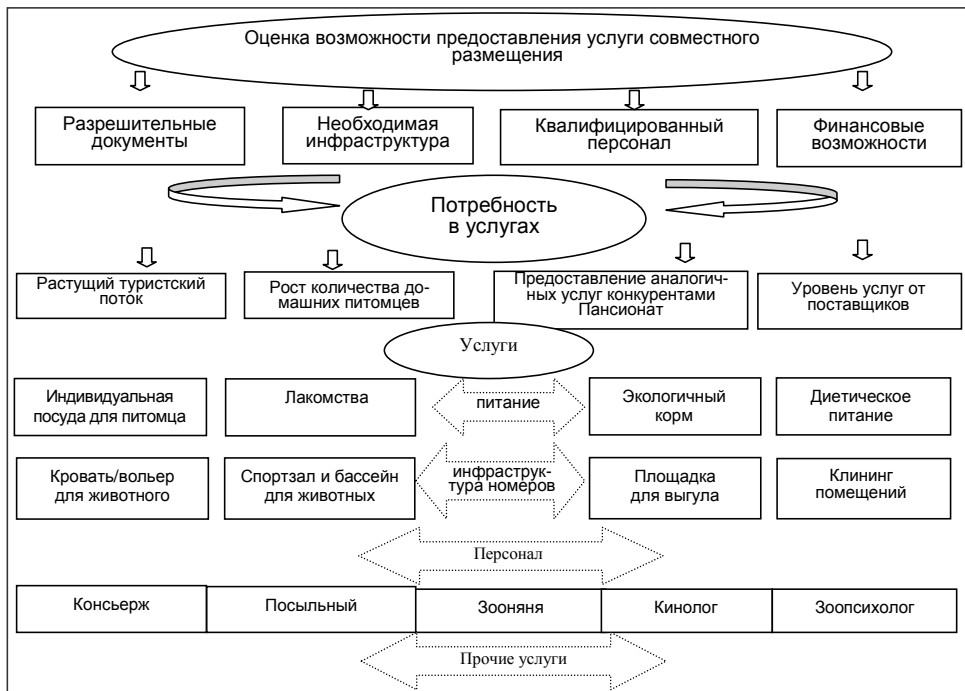 Оценка возможности предоставления услуги совместного
размещения
Разрешительные
документы
Необходимая
инфраструктура
Квалифицированный
персонал
Финансовые
возможности
Потребность
в услугах
Растущий туристский
поток
Рост количества до-
машних питомцев
Предоставление аналогич-
ных услуг конкурентами
Пансионат
Уровень услуг от
поставщиков
Услуги
Индивидуальная
посуда для питомца
Лакомства
питание
Экологичный
корм
Диетическое
питание
Кровать/вольер
для животного
Спортзал и бассейн
для животных
инфраструк-
тура номеров
Площадка
для выгула
Клининг
помещений
Персонал
Консьерж
Посыльный
Зооняня
Кинолог
Зоопсихолог
Прочие услуги